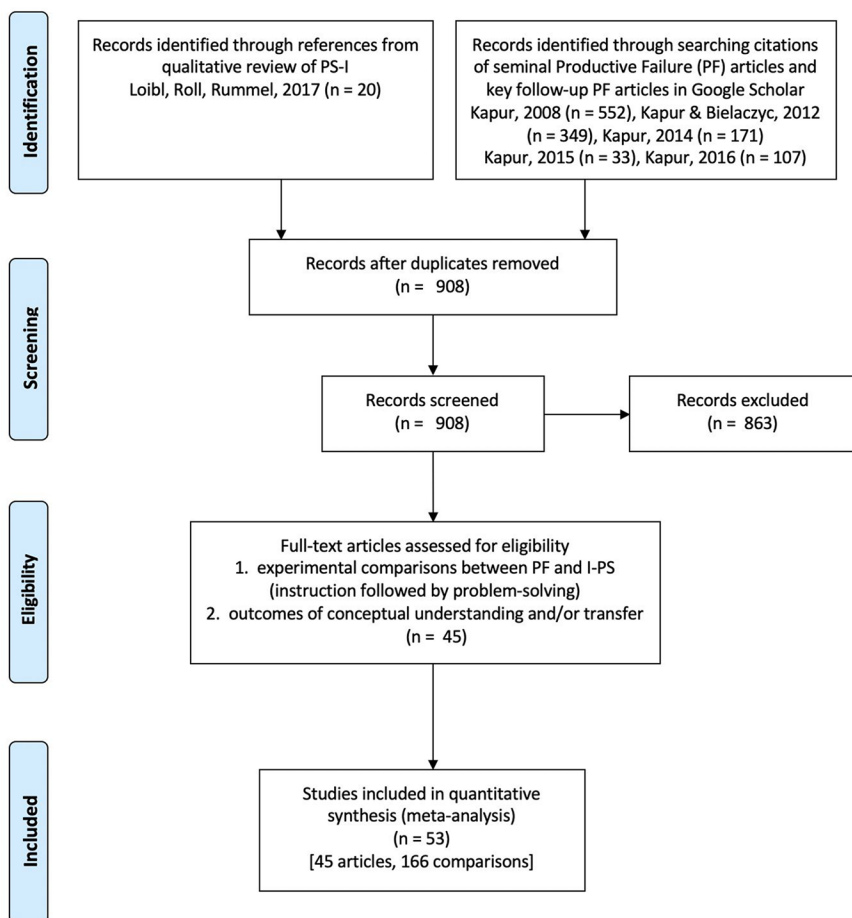 Identification
Records identified through references from
qualitative review of PS-I
Loibl, Roll, Rummel, 2017 (n = 20)
Records identified through searching citations
of seminal Productive Failure (PF) articles and
key follow-up PF articles in Google Scholar
Kapur, 2008 (n = 552), Kapur & Bielaczyc, 2012
(n = 349), Kapur, 2014 (n = 171)
Kapur, 2015 (n = 33), Kapur, 2016 (n = 107)
Screening
Records after duplicates removed
(n = 908)
Records screened
(n = 908)
Records excluded
(n = 863)
Eligibility
Full-text articles assessed for eligibility
1. experimental comparisons between PF and I-PS
(instruction followed by problem-solving)
2. outcomes of conceptual understanding and/or transfer
(n = 45)
Included
Studies included in quantitative
synthesis (meta-analysis)
(n = 53)
[45 articles, 166 comparisons]